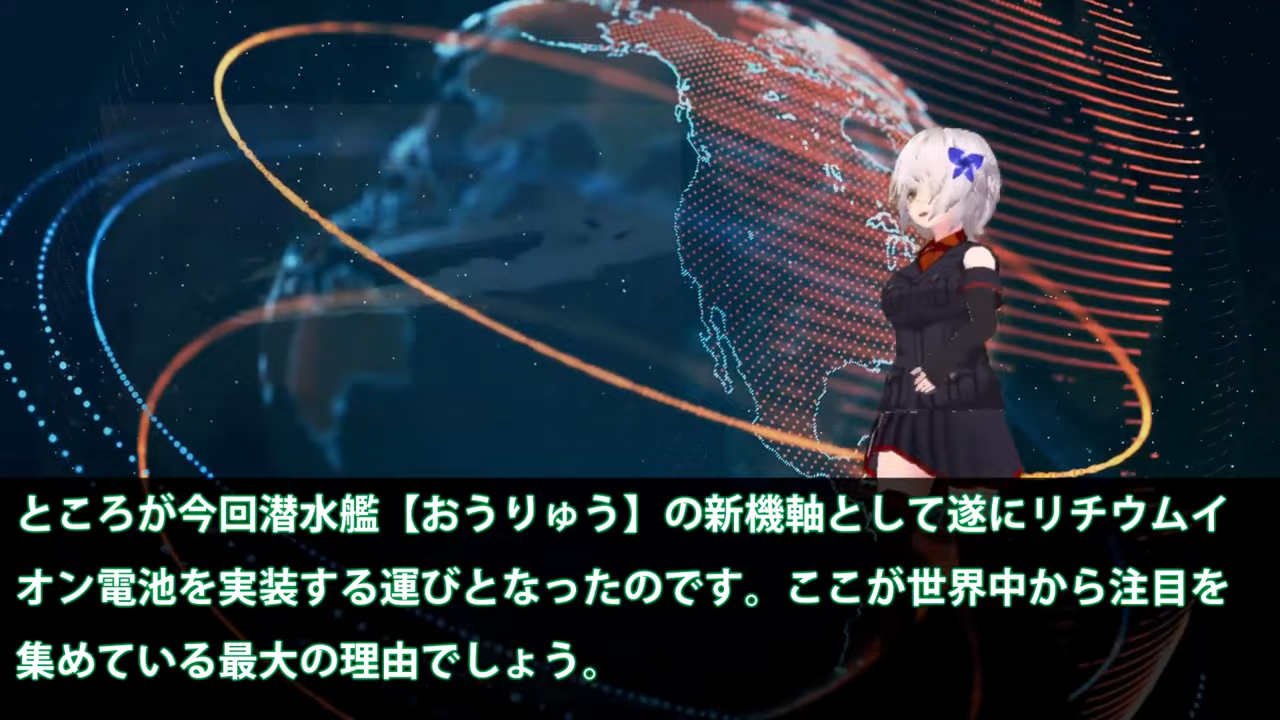 ところが今回潜水艦【おうりゅう】の新機軸として遂にリチウムイ
オン電池を実装する運びとなったのです。ここが世界中から注目を
集めている最大の理由でしょう。